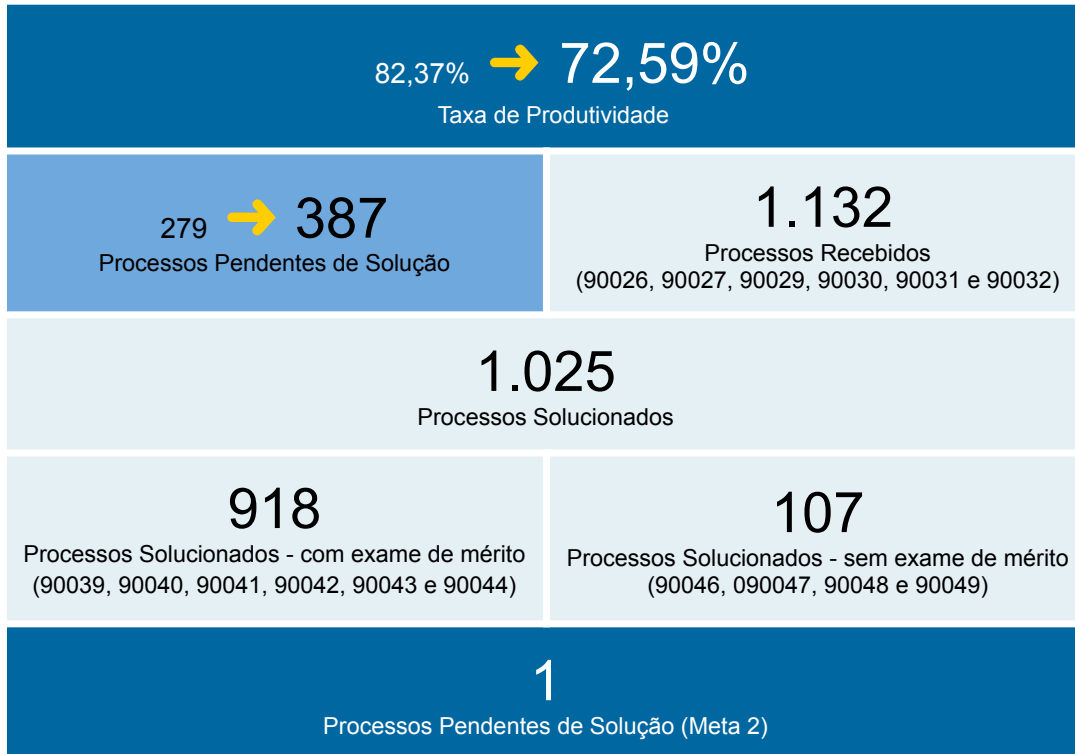 82,37% ➜ 72,59%
Taxa de Produtividade
279 ➜ 387
Processos Pendentes de Solução
1.132
Processos Recebidos
(90026, 90027, 90029, 90030, 90031 e 90032)
1.025
Processos Solucionados
918
Processos Solucionados - com exame de mérito
(90039, 90040, 90041, 90042, 90043 e 90044)
107
Processos Solucionados - sem exame de mérito
(90046, 090047, 90048 e 90049)
1
Processos Pendentes de Solução (Meta 2)